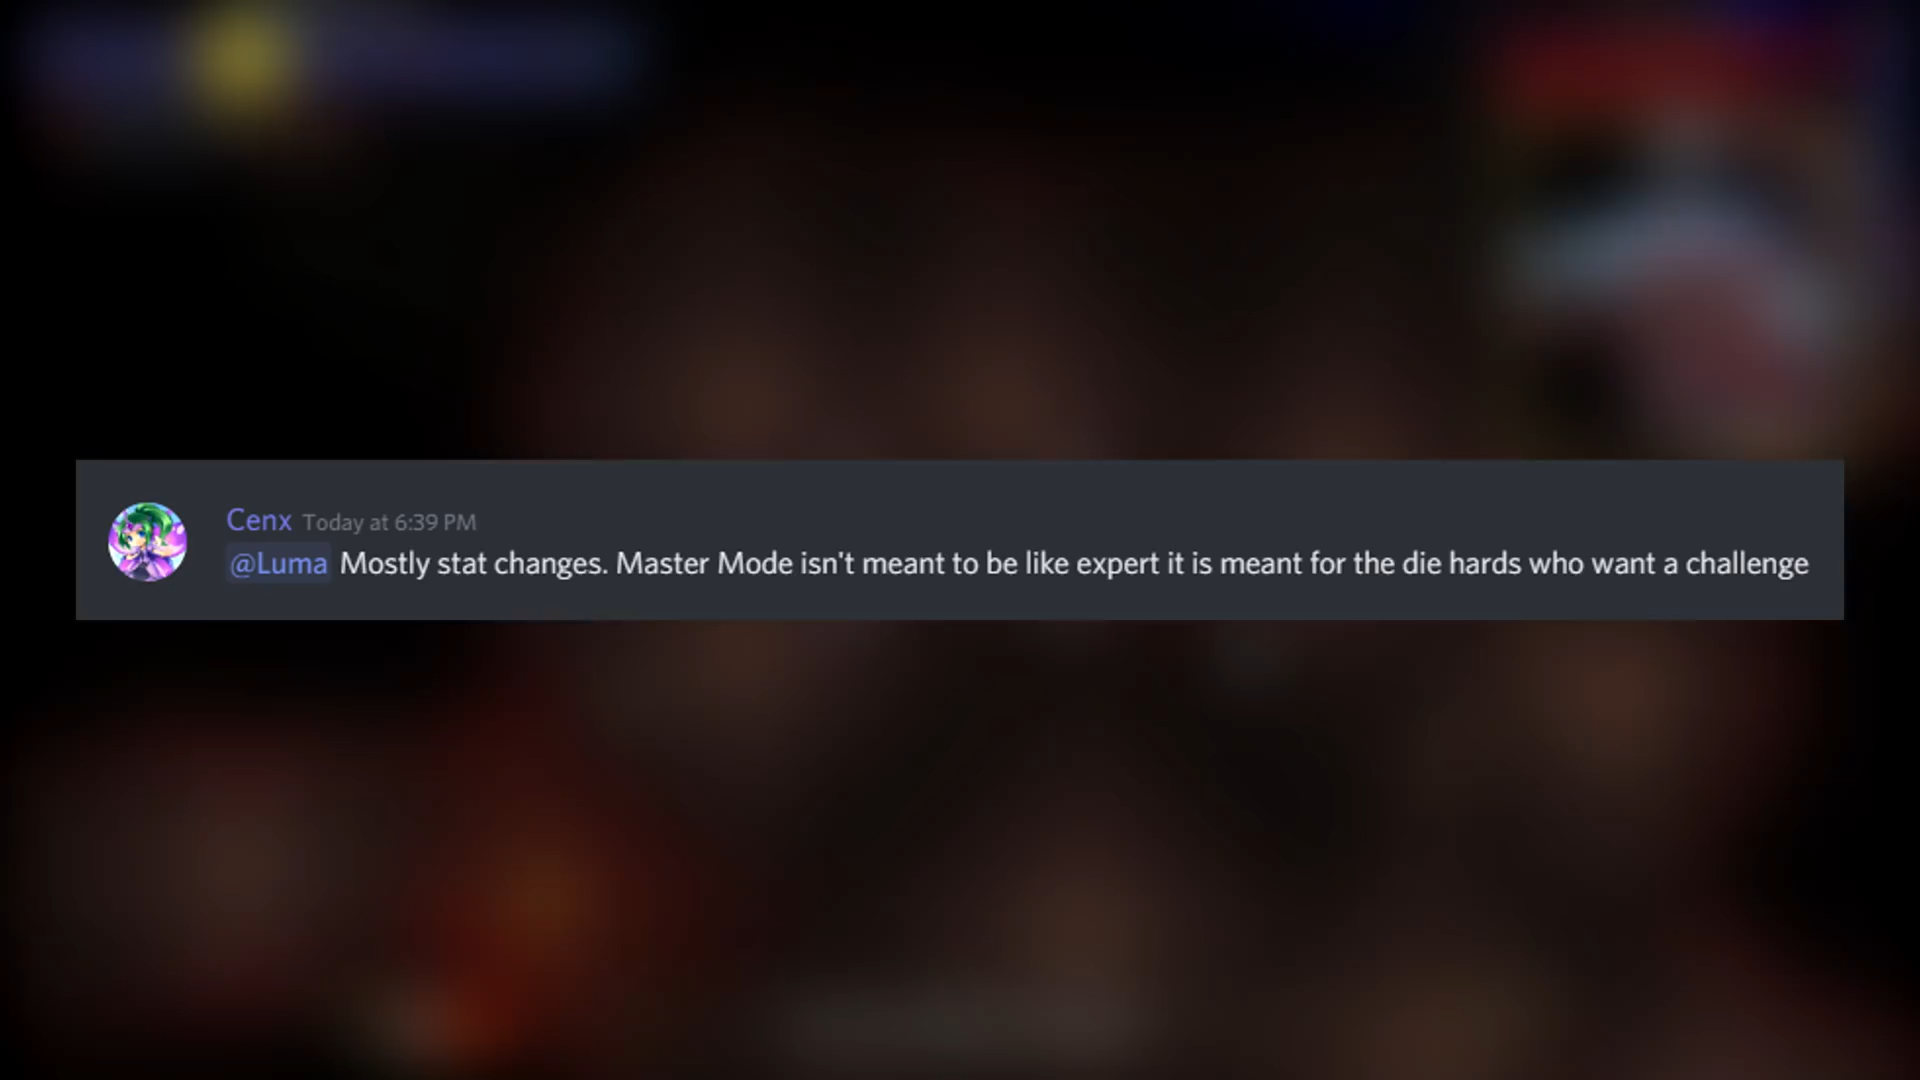 Cenx Today at 6:39 PM
@Luma Mostly stat changes. Master Mode isn't meant to be like expert it is meant for the die hards who want a challenge